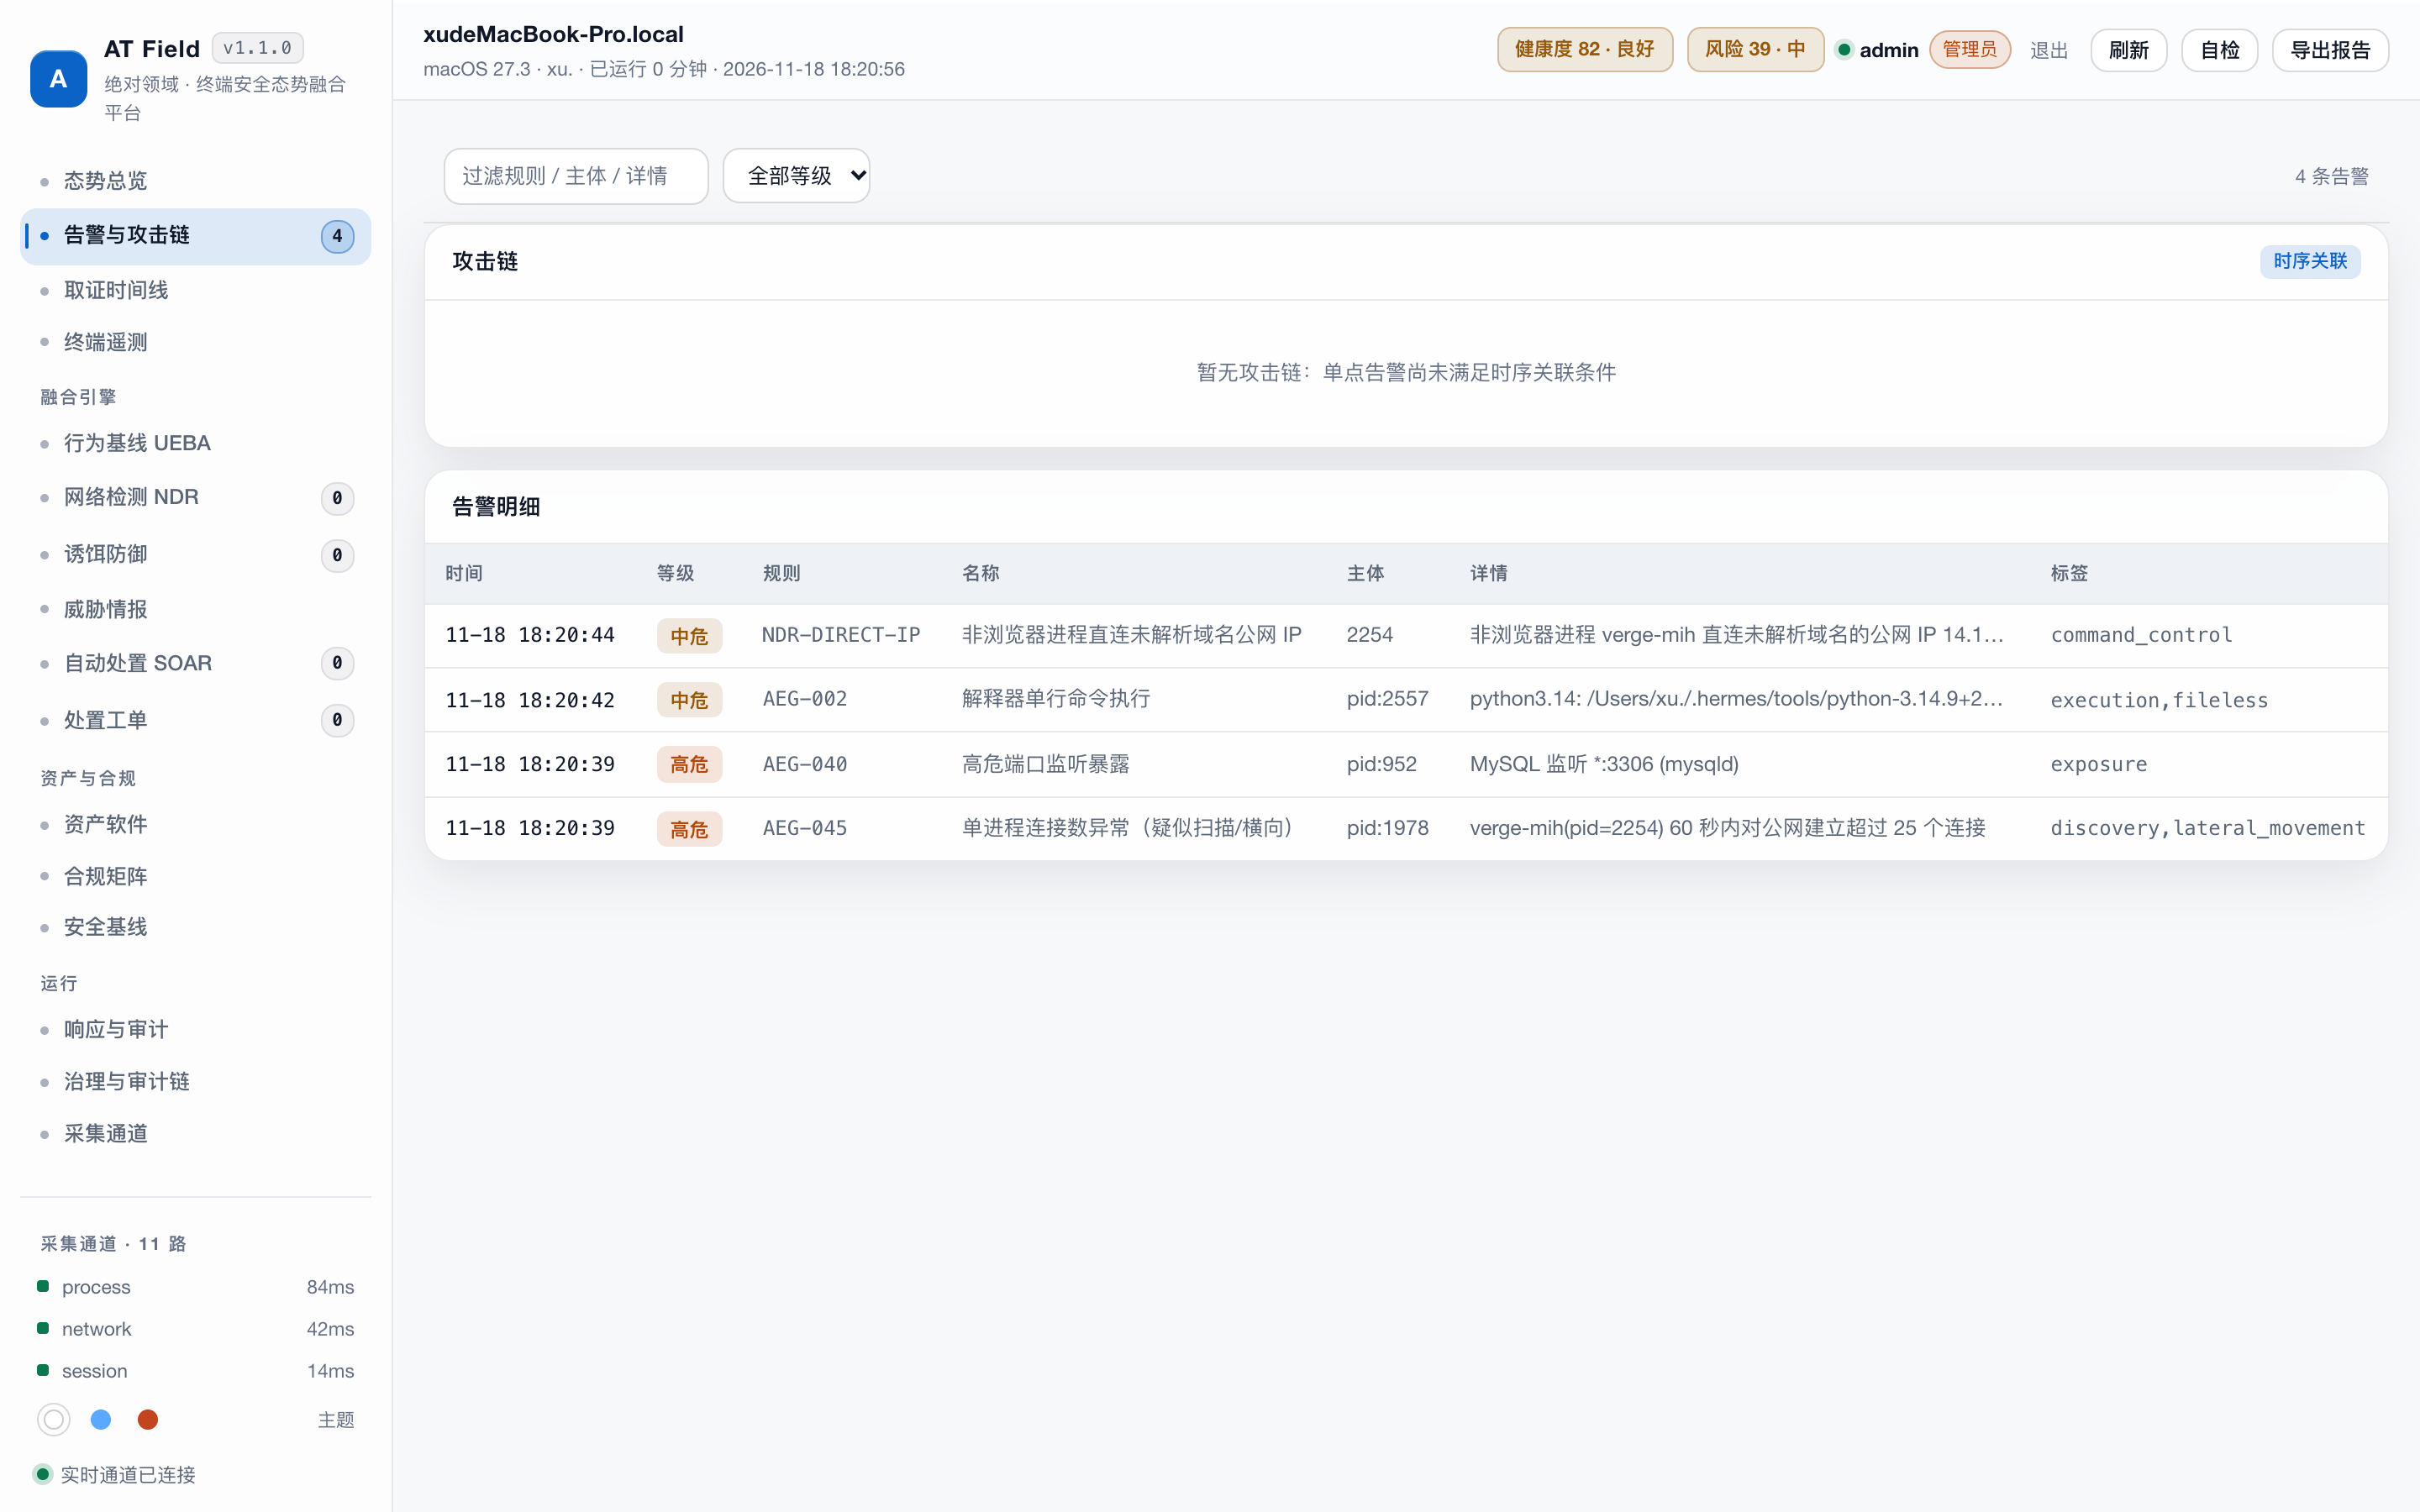 A
AT Field v1.1.0
绝对领域 · 终端安全态势融合
平台
态势总览
告警与攻击链 4
取证时间线
终端遥测
融合引擎
行为基线 UEBA
网络检测 NDR 0
诱饵防御 0
威胁情报
自动处置 SOAR 0
处置工单 0
资产与合规
资产软件
合规矩阵
安全基线
运行
响应与审计
治理与审计链
采集通道
采集通道 · 11 路
process 84ms
network 42ms
session 14ms
主题
实时通道已连接
xudeMacBook-Pro.local
macOS 27.3 · xu. · 已运行 0 分钟 · 2026-11-18 18:20:56
健康度 82 · 良好 风险 39 · 中 admin 管理员 退出 刷新 自检 导出报告
过滤规则 / 主体 / 详情 全部等级 4 条告警
攻击链 时序关联
暂无攻击链：单点告警尚未满足时序关联条件
告警明细
时间 等级 规则 名称 主体 详情 标签
11-18 18:20:44 中危 NDR-DIRECT-IP 非浏览器进程直连未解析域名公网 IP 2254 非浏览器进程 verge-mih 直连未解析域名的公网 IP 14.1… command_control
11-18 18:20:42 中危 AEG-002 解释器单行命令执行 pid:2557 python3.14: /Users/xu./.hermes/tools/python-3.14.9+2… execution,fileless
11-18 18:20:39 高危 AEG-040 高危端口监听暴露 pid:952 MySQL 监听 *:3306 (mysqld) exposure
11-18 18:20:39 高危 AEG-045 单进程连接数异常（疑似扫描/横向） pid:1978 verge-mih(pid=2254) 60 秒内对公网建立超过 25 个连接 discovery,lateral_movement